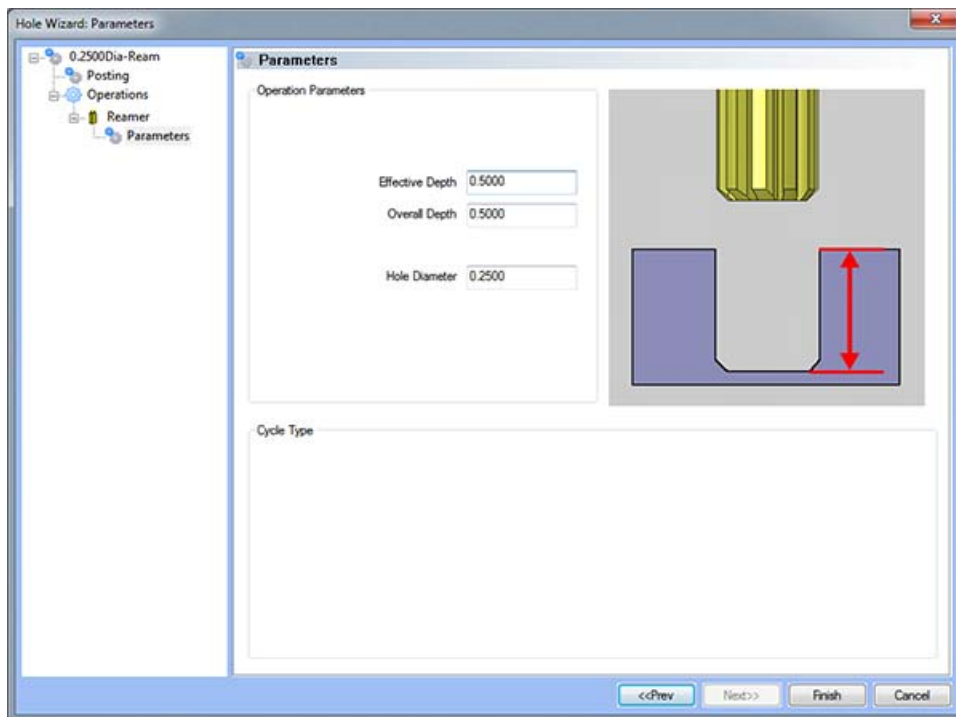 Hole Wizard: Parameters
0.2500Dia-Ream
Posting
Operations
Reamer
Parameters
Parameters
Operation Parameters
Effective Depth 0.5000
Overall Depth 0.5000
Hole Diameter 0.2500
Cycle Type
<<Prev Next>> Finish Cancel